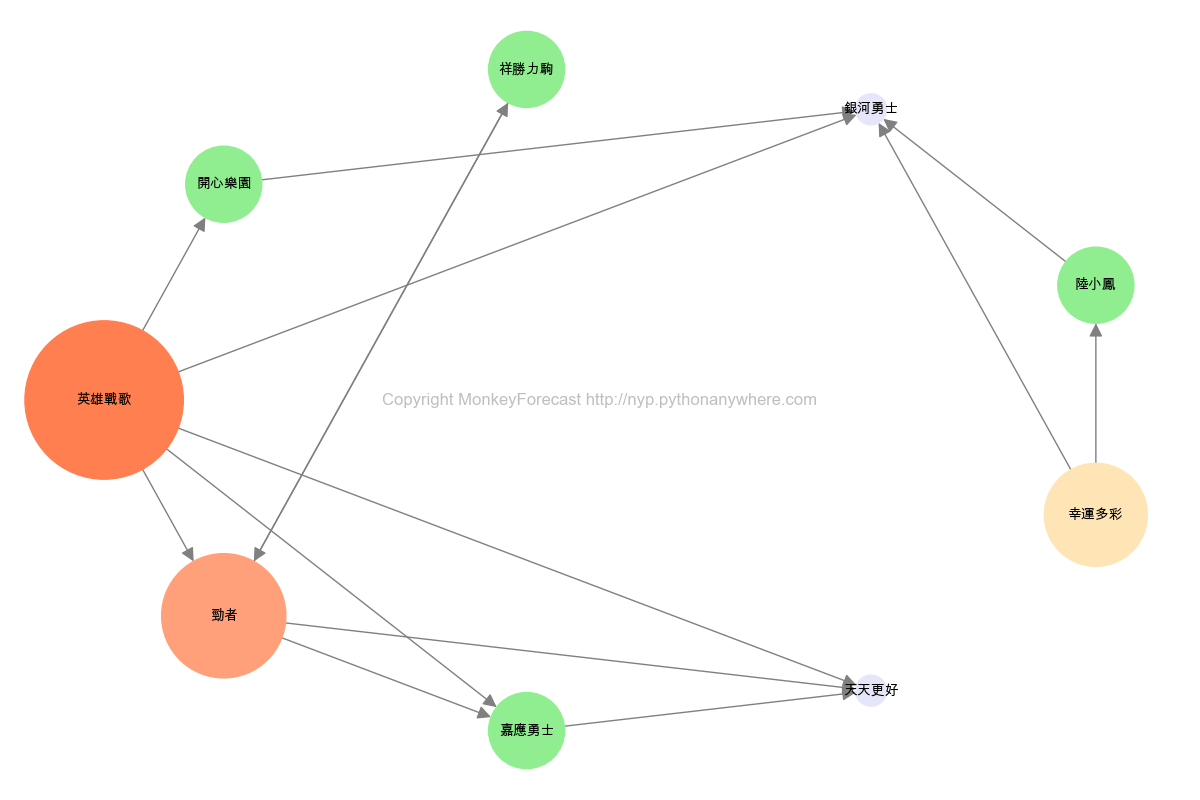 祥勝力駒
銀河勇士
開心樂園
陸小鳳
英雄戰歌
Copyright MonkeyForecast http://nyp.pythonanywhere.com
幸運多彩
勁者
天天更好
嘉應勇士